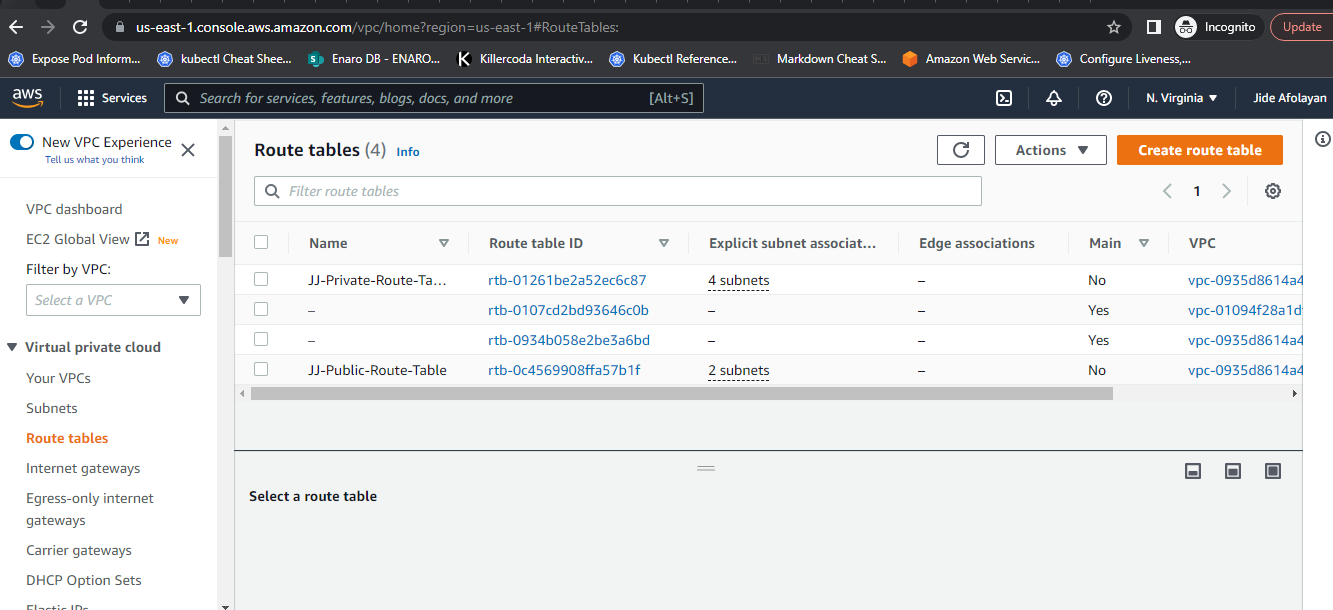 us-east-1.console.aws.amazon.com/vpc/home?region=us-east-1#RouteTables:
Incognito
Update
Expose Pod Inform...
kubectl Cheat Shee...
Enaro DB - ENARO...
Killercoda Interactiv...
Kubectl Reference...
Markdown Cheat S...
Amazon Web Servic...
Configure Liveness,...
aws
Services
Search for services, features, blogs, docs, and more
[Alt+S]
N. Virginia
Jide Afolayan
New VPC Experience
Tell us what you think
VPC dashboard
EC2 Global View
New
Filter by VPC:
Select a VPC
Virtual private cloud
Your VPCs
Subnets
Route tables
Internet gateways
Egress-only internet
gateways
Carrier gateways
DHCP Option Sets
Elastic IPs
Route tables (4) Info
Actions
Create route table
Filter route tables
1
Name Route table ID Explicit subnet associat... Edge associations Main VPC
JJ-Private-Route-Ta... rtb-01261be2a52ec6c87 4 subnets – No vpc-0935d8614a4
– rtb-0107cd2bd93646c0b – – Yes vpc-01094f28a1d
– rtb-0934b058e2be3a6bd – – Yes vpc-0935d8614a4
JJ-Public-Route-Table rtb-0c4569908ffa57b1f 2 subnets – No vpc-0935d8614a4
Select a route table